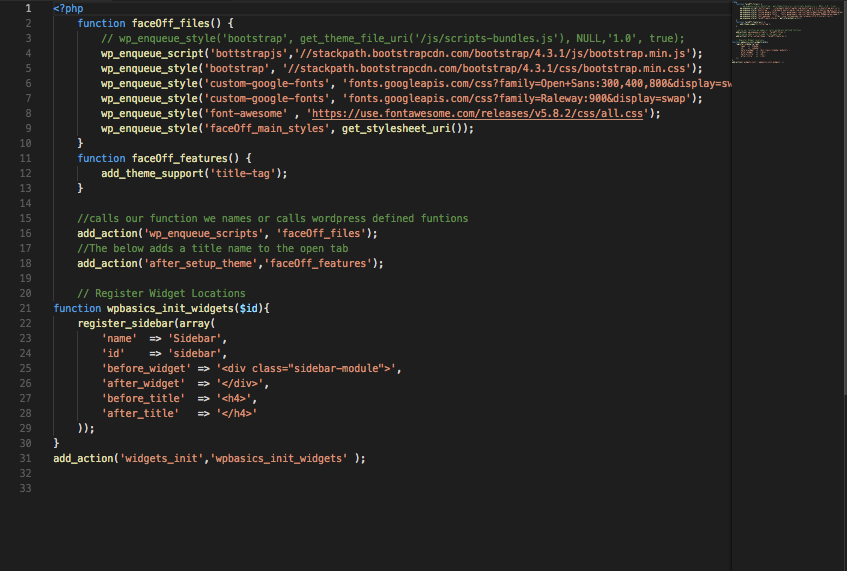 1 <?php
2 function faceOff_files() {
3 // wp_enqueue_style('bootstrap', get_theme_file_uri('/js/scripts-bundles.js'), NULL,'1.0', true);
4 wp_enqueue_script('bottstrapjs','//stackpath.bootstrapcdn.com/bootstrap/4.3.1/js/bootstrap.min.js');
5 wp_enqueue_style('bootstrap', '//stackpath.bootstrapcdn.com/bootstrap/4.3.1/css/bootstrap.min.css');
6 wp_enqueue_style('custom-google-fonts', 'fonts.googleapis.com/css?family=Open+Sans:300,400,800&display=sw
7 wp_enqueue_style('custom-google-fonts', 'fonts.googleapis.com/css?family=Raleway:900&display=swap');
8 wp_enqueue_style('font-awesome' , 'https://use.fontawesome.com/releases/v5.8.2/css/all.css');
9 wp_enqueue_style('faceOff_main_styles', get_stylesheet_uri());
10 }
11 function faceOff_features() {
12 add_theme_support('title-tag');
13 }
14
15 //calls our function we names or calls wordpress defined funtions
16 add_action('wp_enqueue_scripts', 'faceOff_files');
17 //The below adds a title name to the open tab
18 add_action('after_setup_theme','faceOff_features');
19
20 // Register Widget Locations
21 function wpbasics_init_widgets($id){
22 register_sidebar(array(
23 'name' => 'Sidebar',
24 'id' => 'sidebar',
25 'before_widget' => '<div class="sidebar-module">',
26 'after_widget' => '</div>',
27 'before_title' => '<h4>',
28 'after_title' => '</h4>'
29 ));
30 }
31 add_action('widgets_init','wpbasics_init_widgets' );
32
33